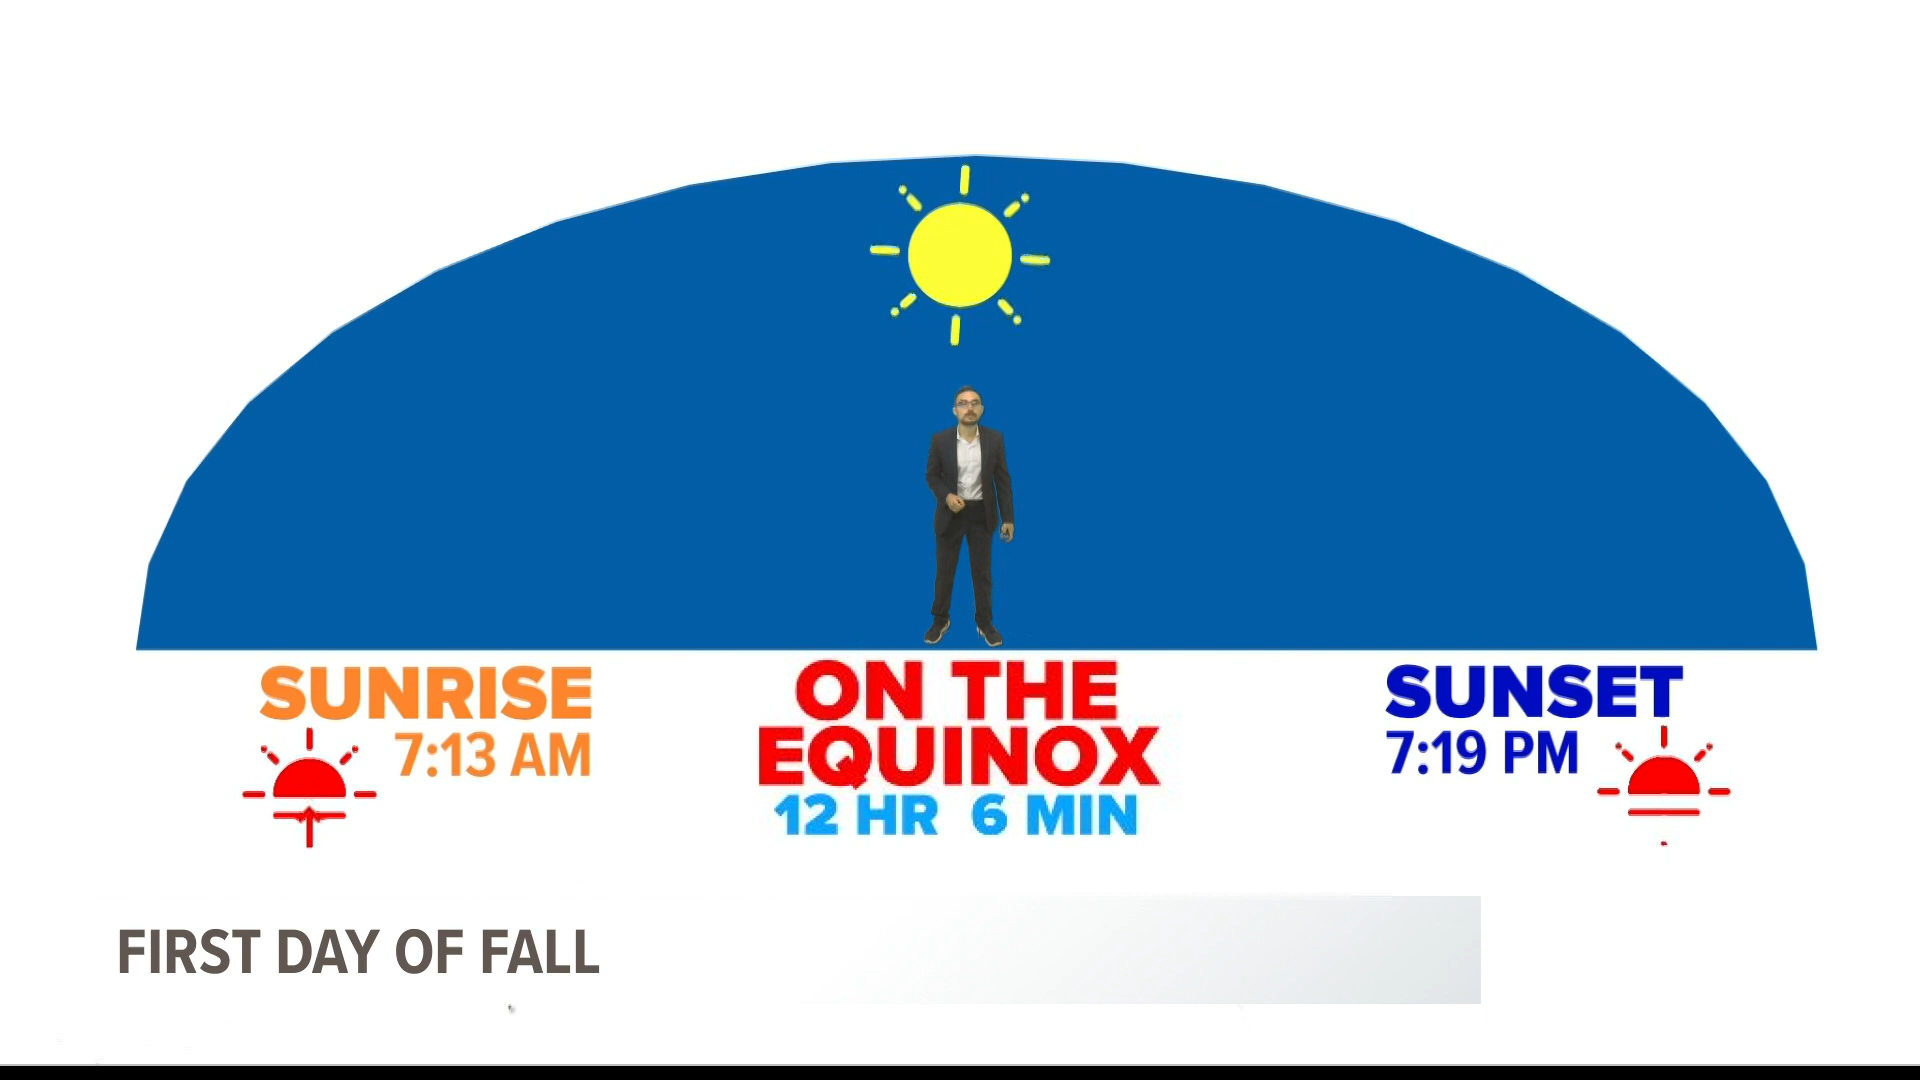 SUNRISE
7:13 AM
ON THE
EQUINOX
12 HR 6 MIN
SUNSET
7:19 PM
FIRST DAY OF FALL